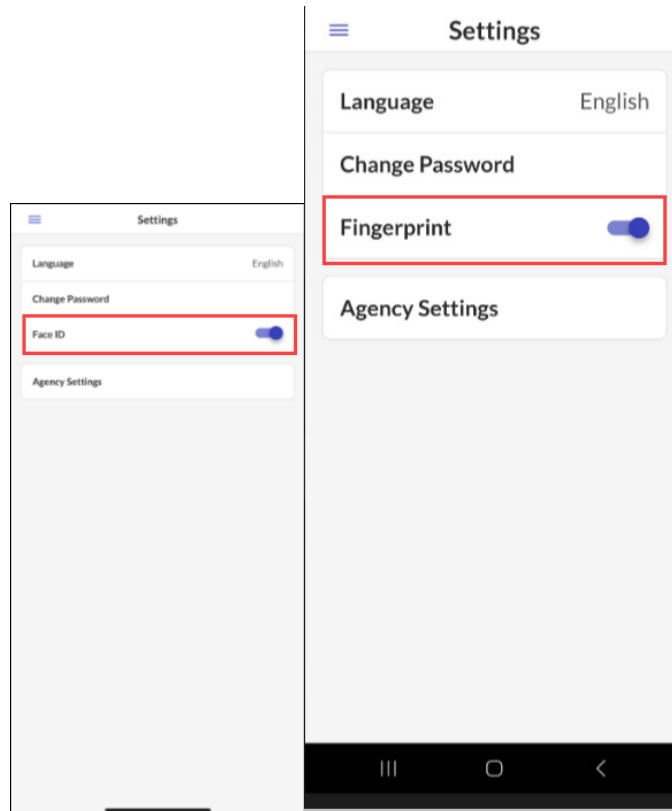 Settings
Language English
Change Password
Face ID
Agency Settings
Settings
Language English
Change Password
Fingerprint
Agency Settings